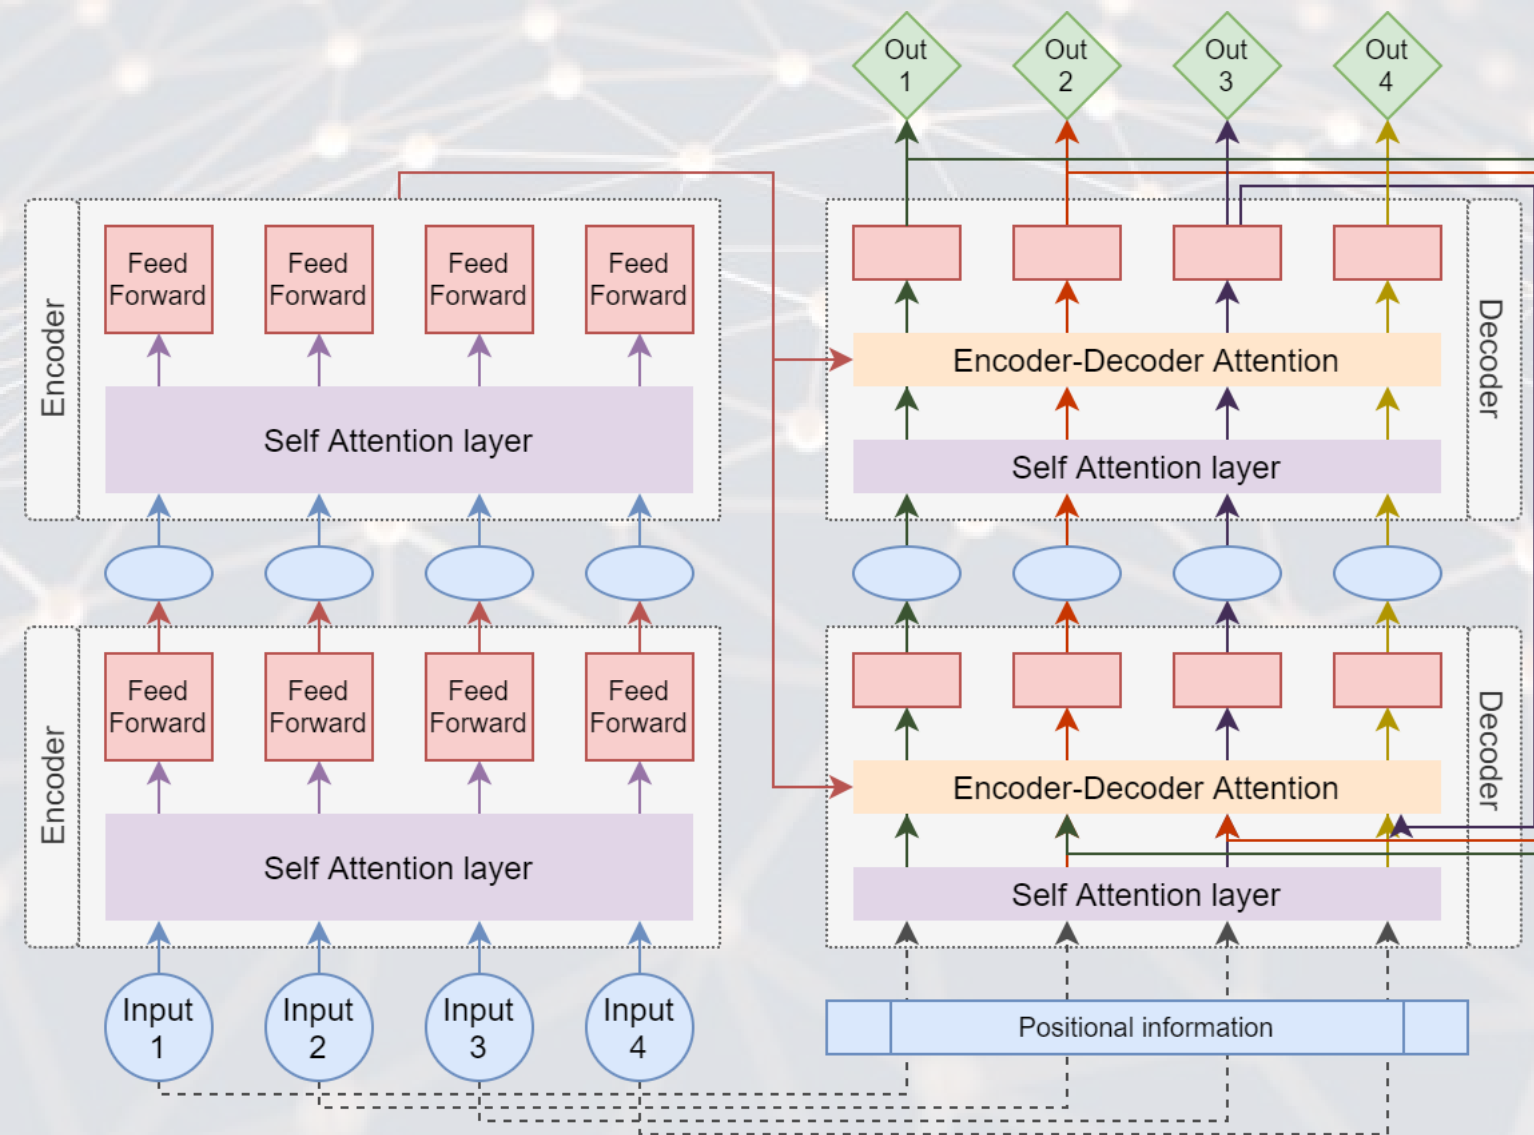 Out
1
Out
2
Out
3
Out
4
Encoder
Feed
Forward
Feed
Forward
Feed
Forward
Feed
Forward
Self Attention layer
Encoder-Decoder Attention
Self Attention layer
Decoder
Encoder
Feed
Forward
Feed
Forward
Feed
Forward
Feed
Forward
Self Attention layer
Encoder-Decoder Attention
Self Attention layer
Decoder
Input
1
Input
2
Input
3
Input
4
Positional information